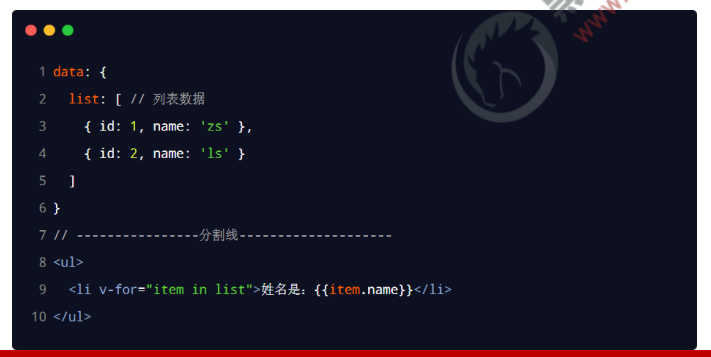 1 data: {
2   list: [ // 列表数据
3     { id: 1, name: 'zs' },
4     { id: 2, name: 'ls' }
5   ]
6 }
7 // ----------------分割线--------------------
8 <ul>
9   <li v-for="item in list">姓名是：{{item.name}}</li>
10 </ul>